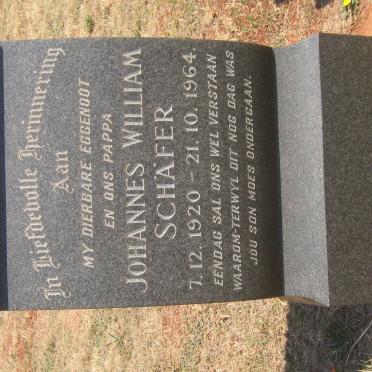 In Liefdevolle Herinnering
Aan
MY DIERBARE EGGENOOT
EN ONS PAPPA
JOHANNES WILLIAM
SCHAFER
7.12.1920 – 21.10.1964.
EENDAG SAL ONS WEL VERSTAAN
WAAROM-TERWYL DIT NOG DAG WAS
JOU SON MOES ONDERGAAN.